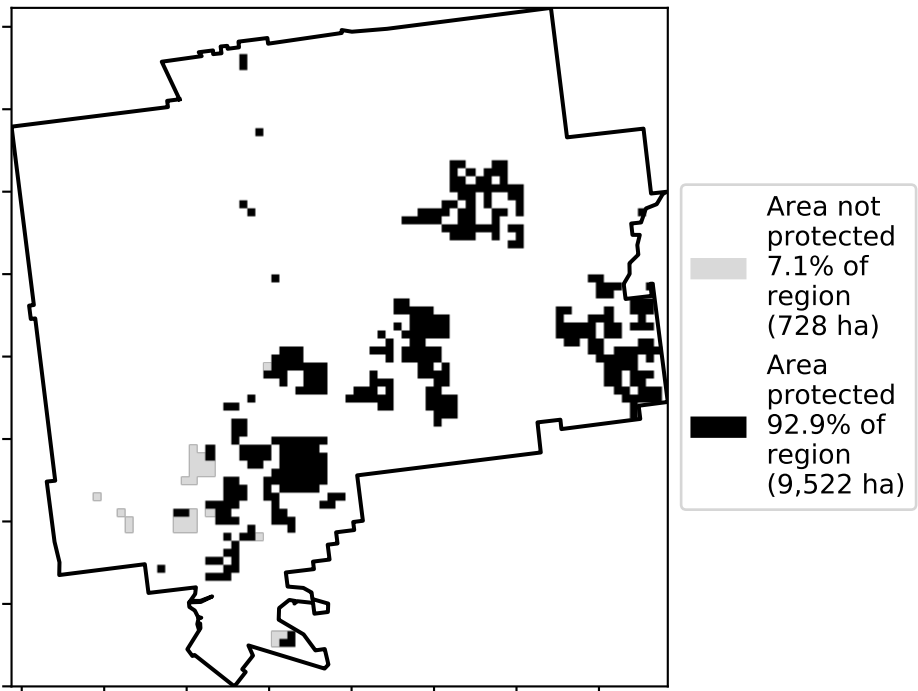 Area not
protected
7.1% of
region
(728 ha)
Area
protected
92.9% of
region
(9,522 ha)